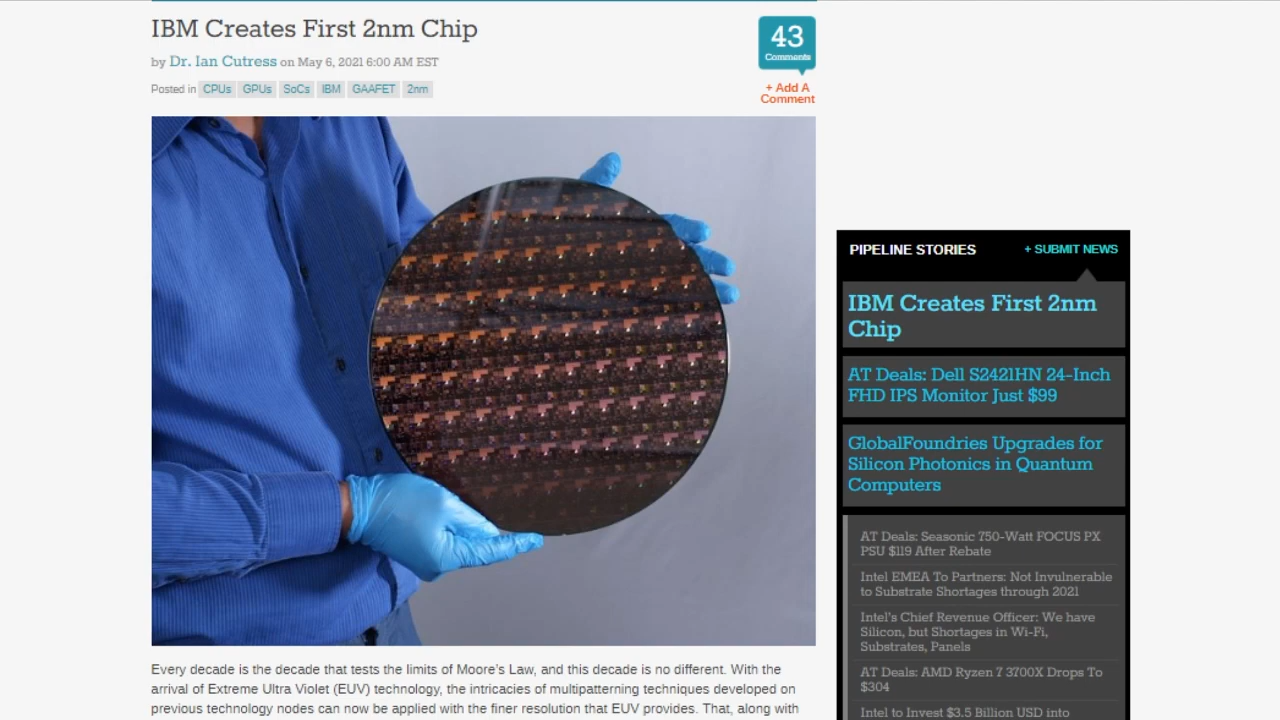 IBM Creates First 2nm Chip
by Dr. Ian Cutress on May 6, 2021 6:00 AM EST
Posted in CPUs GPUs SoCs IBM GAAFET 2nm
43
Comments
+ Add A
Comment
Every decade is the decade that tests the limits of Moore's Law, and this decade is no different. With the
arrival of Extreme Ultra Violet (EUV) technology, the intricacies of multipatterning techniques developed on
previous technology nodes can now be applied with the finer resolution that EUV provides. That, along with
PIPELINE STORIES
+ SUBMIT NEWS
IBM Creates First 2nm
Chip
AT Deals: Dell S2421HN 24-Inch
FHD IPS Monitor Just $99
GlobalFoundries Upgrades for
Silicon Photonics in Quantum
Computers
AT Deals: Seasonic 750-Watt FOCUS PX
PSU $119 After Rebate
Intel EMEA To Partners: Not Invulnerable
to Substrate Shortages through 2021
Intel's Chief Revenue Officer: We have
Silicon, but Shortages in Wi-Fi,
Substrates, Panels
AT Deals: AMD Ryzen 7 3700X Drops To
$304
Intel to Invest $3.5 Billion USD into